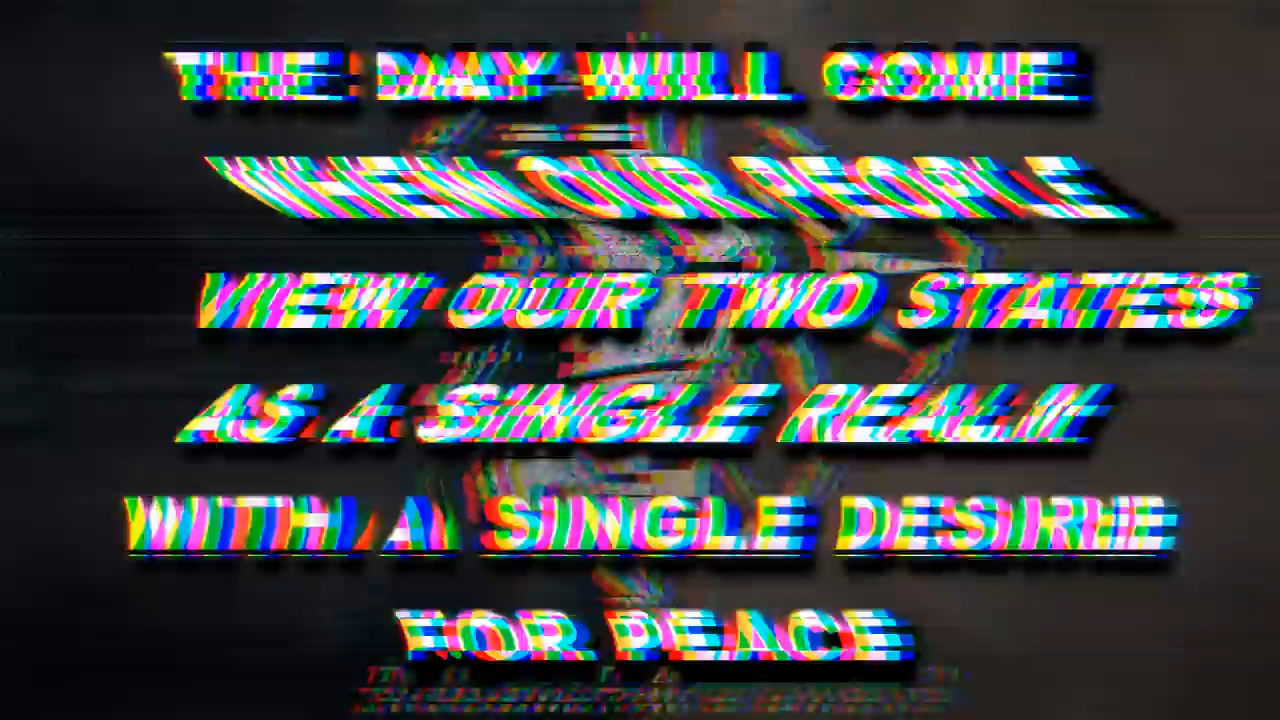 THE DAY WILL COME
WHEN OUR PEOPLE
VIEW OUR TWO STATES
AS A SINGLE REALM
WITH A SINGLE DESIRE
FOR PEACE